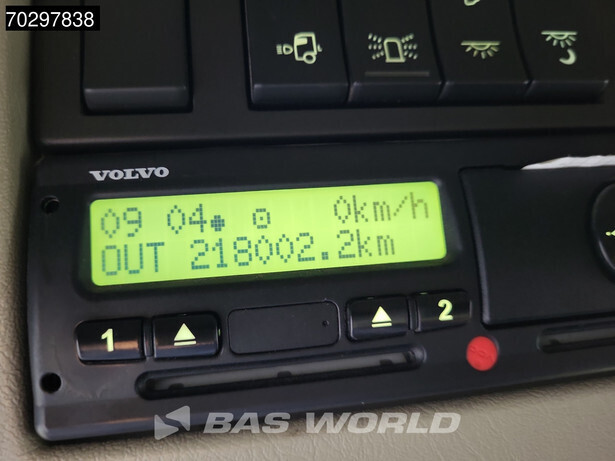 70297838
VOLVO
09 04 0km/h
OUT 218002.2km
1 2
BAS WORLD